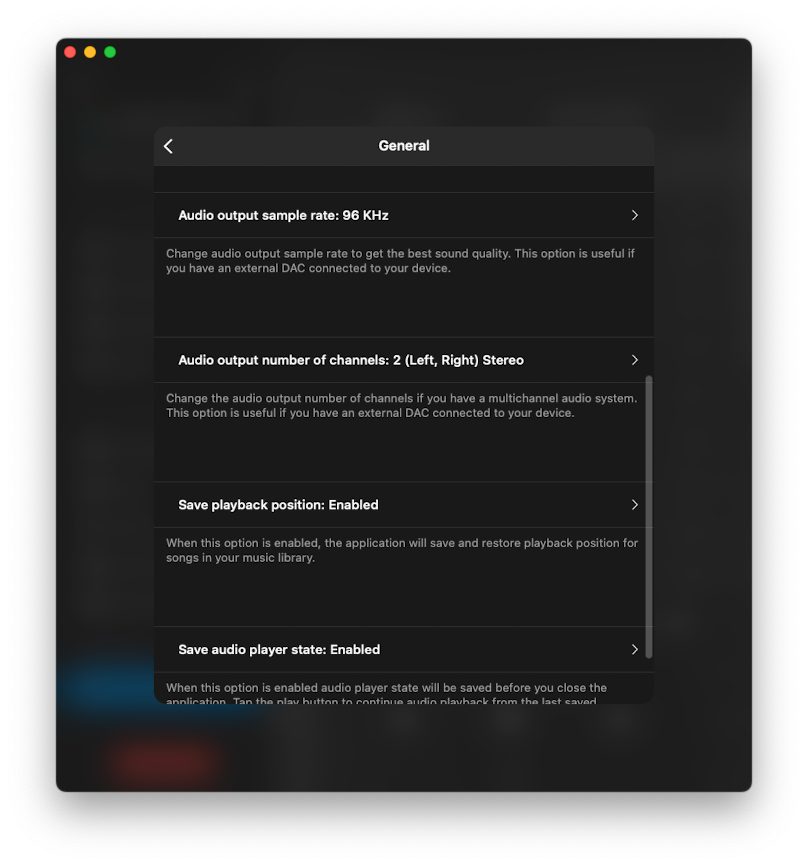 General
Audio output sample rate: 96 KHz
Change audio output sample rate to get the best sound quality. This option is useful if
you have an external DAC connected to your device.
Audio output number of channels: 2 (Left, Right) Stereo
Change the audio output number of channels if you have a multichannel audio system.
This option is useful if you have an external DAC connected to your device.
Save playback position: Enabled
When this option is enabled, the application will save and restore playback position for
songs in your music library.
Save audio player state: Enabled
When this option is enabled audio player state will be saved before you close the
application. Tap the play button to continue audio playback from the last saved